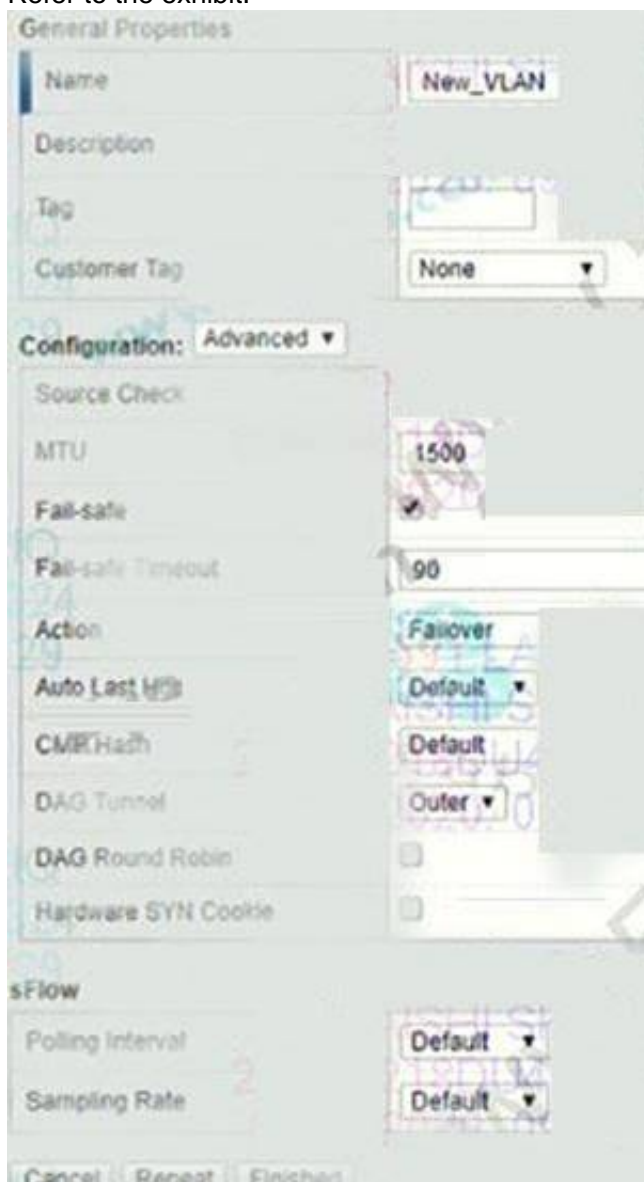 Refer to the exhibit.
General Properties
Name New_VLAN
Description
Tag
Customer Tag None
Configuration: Advanced
Source Check
MTU 1500
Fail-safe
Fail-safe Timeout 90
Action Failover
Auto Last Hop Default
CMP Hash Default
DAG Tunnel Outer
DAG Round Robin
Hardware SYN Cookie
sFlow
Polling Interval Default
Sampling Rate Default
Cancel Repeat Finished